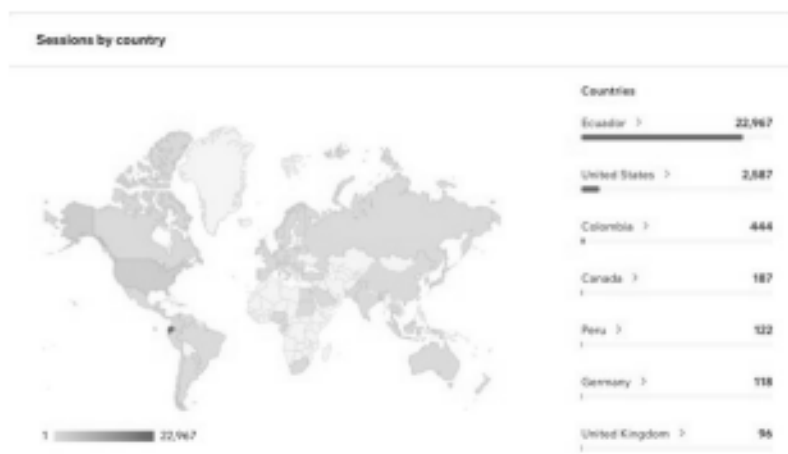 Sessions by country
Countries
Ecuador > 22,967
United States > 2,587
Colombia > 444
Canada > 187
Peru > 122
Germany > 118
United Kingdom > 96
1 22,967